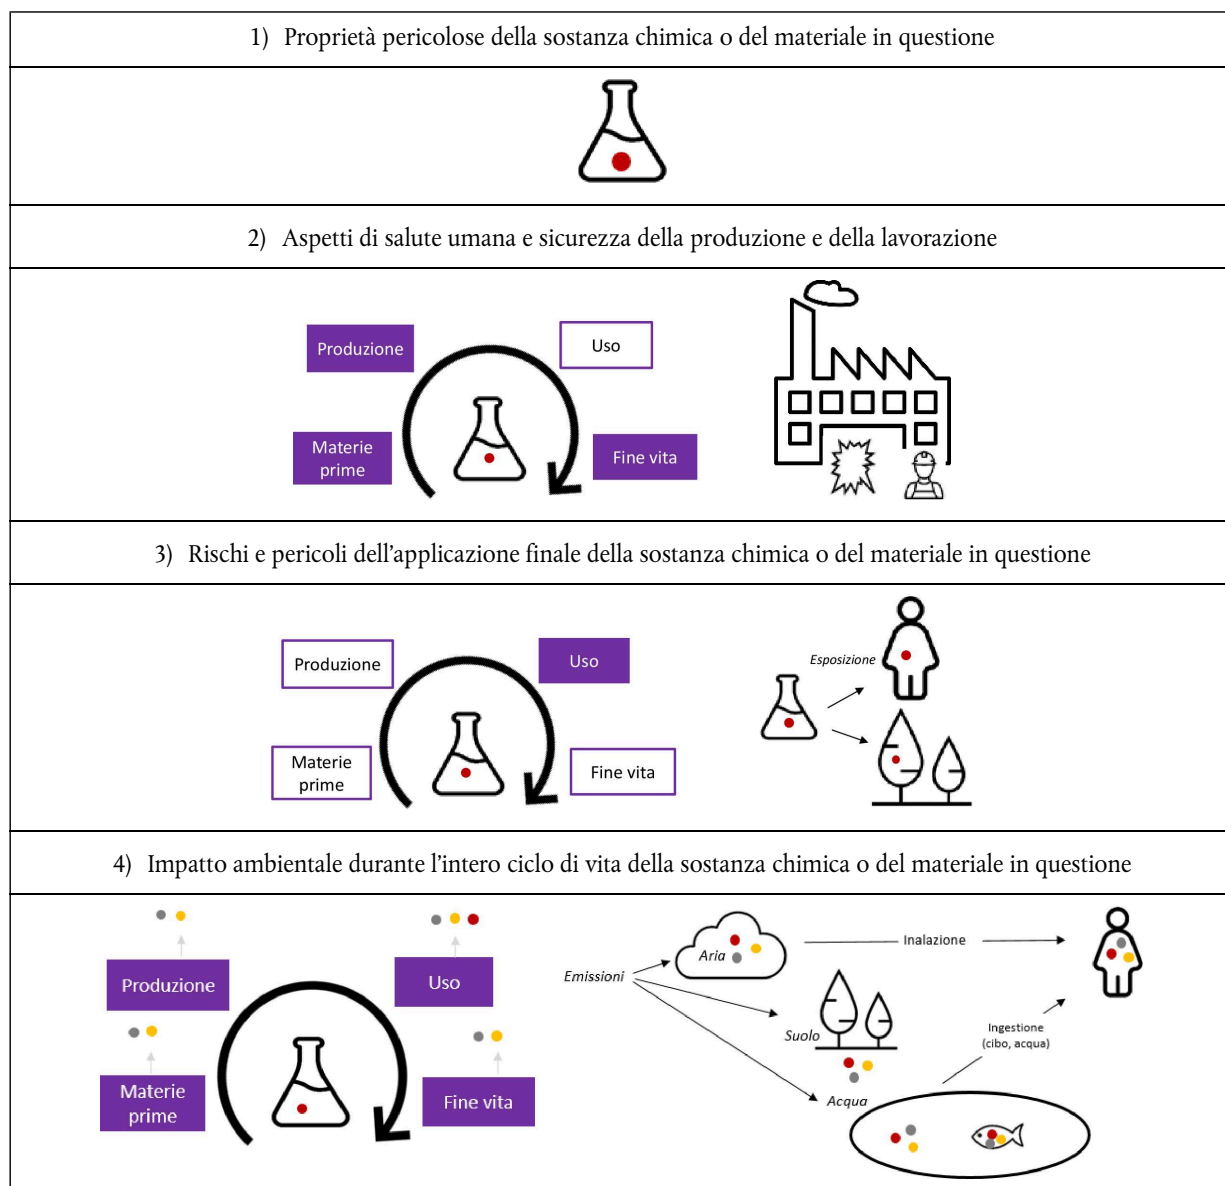 1) Proprietà pericolose della sostanza chimica o del materiale in questione
2) Aspetti di salute umana e sicurezza della produzione e della lavorazione
Produzione
Uso
Materie
prime
Fine vita
3) Rischi e pericoli dell'applicazione finale della sostanza chimica o del materiale in questione
Produzione
Uso
Materie
prime
Fine vita
Esposizione
4) Impatto ambientale durante l'intero ciclo di vita della sostanza chimica o del materiale in questione
Produzione
Uso
Materie
prime
Fine vita
Emissioni
Aria
Inalazione
Suolo
Ingestione
(cibo, acqua)
Acqua